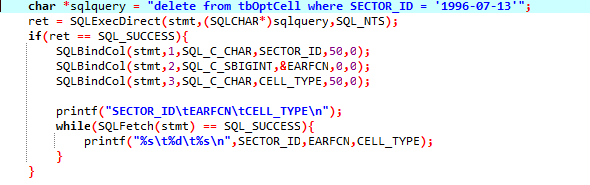 char *sqlquery = "delete from tbOptCell where SECTOR_ID = '1996-07-13'";
ret = SQLExecDirect(stmt,(SQLCHAR*)sqlquery,SQL_NTS);
if(ret == SQL_SUCCESS){
SQLBindCol(stmt,1,SQL_C_CHAR,SECTOR_ID,50,0);
SQLBindCol(stmt,2,SQL_C_SBIGINT,&EARFCN,0,0);
SQLBindCol(stmt,3,SQL_C_CHAR,CELL_TYPE,50,0);
printf("SECTOR_ID\tEARFCN\tCELL_TYPE\n");
while(SQLFetch(stmt) == SQL_SUCCESS){
printf("%s\t%d\t%s\n",SECTOR_ID,EARFCN,CELL_TYPE);
}
}